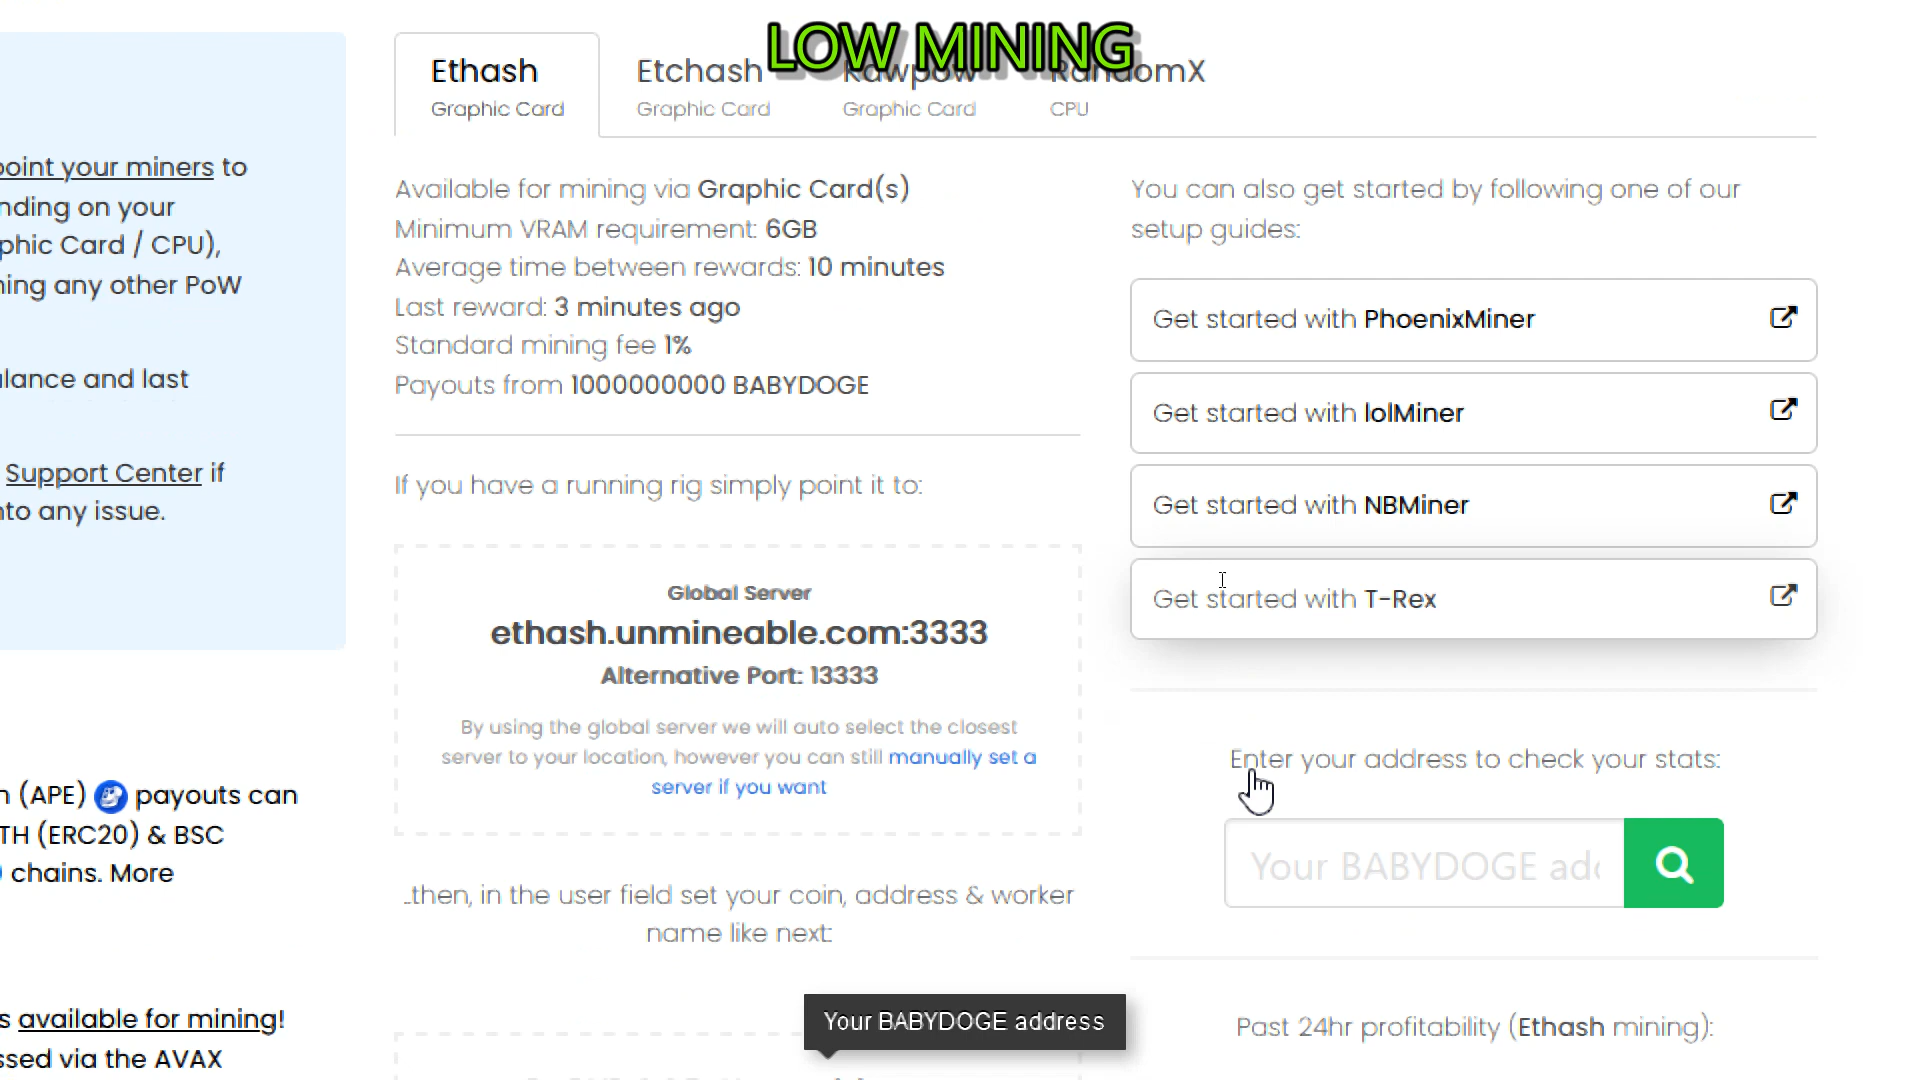 LOW MINING
Ethash
Graphic Card
Etchash
Graphic Card
Kawpow
Graphic Card
RandomX
CPU
point your miners to
nding on your
phic Card / CPU),
ning any other PoW
alance and last
Support Center if
nto any issue.
n (APE) payouts can
TH (ERC20) & BSC
chains. More
s available for mining!
ssed via the AVAX
Available for mining via Graphic Card(s)
Minimum VRAM requirement: 6GB
Average time between rewards: 10 minutes
Last reward: 3 minutes ago
Standard mining fee 1%
Payouts from 1000000000 BABYDOGE
If you have a running rig simply point it to:
Global Server
ethash.unmineable.com:3333
Alternative Port: 13333
By using the global server we will auto select the closest
server to your location, however you can still manually set a
server if you want
..then, in the user field set your coin, address & worker
name like next:
Your BABYDOGE address
You can also get started by following one of our
setup guides:
Get started with PhoenixMiner
Get started with lolMiner
Get started with NBMiner
Get started with T-Rex
Enter your address to check your stats:
Your BABYDOGE add
Past 24hr profitability (Ethash mining):